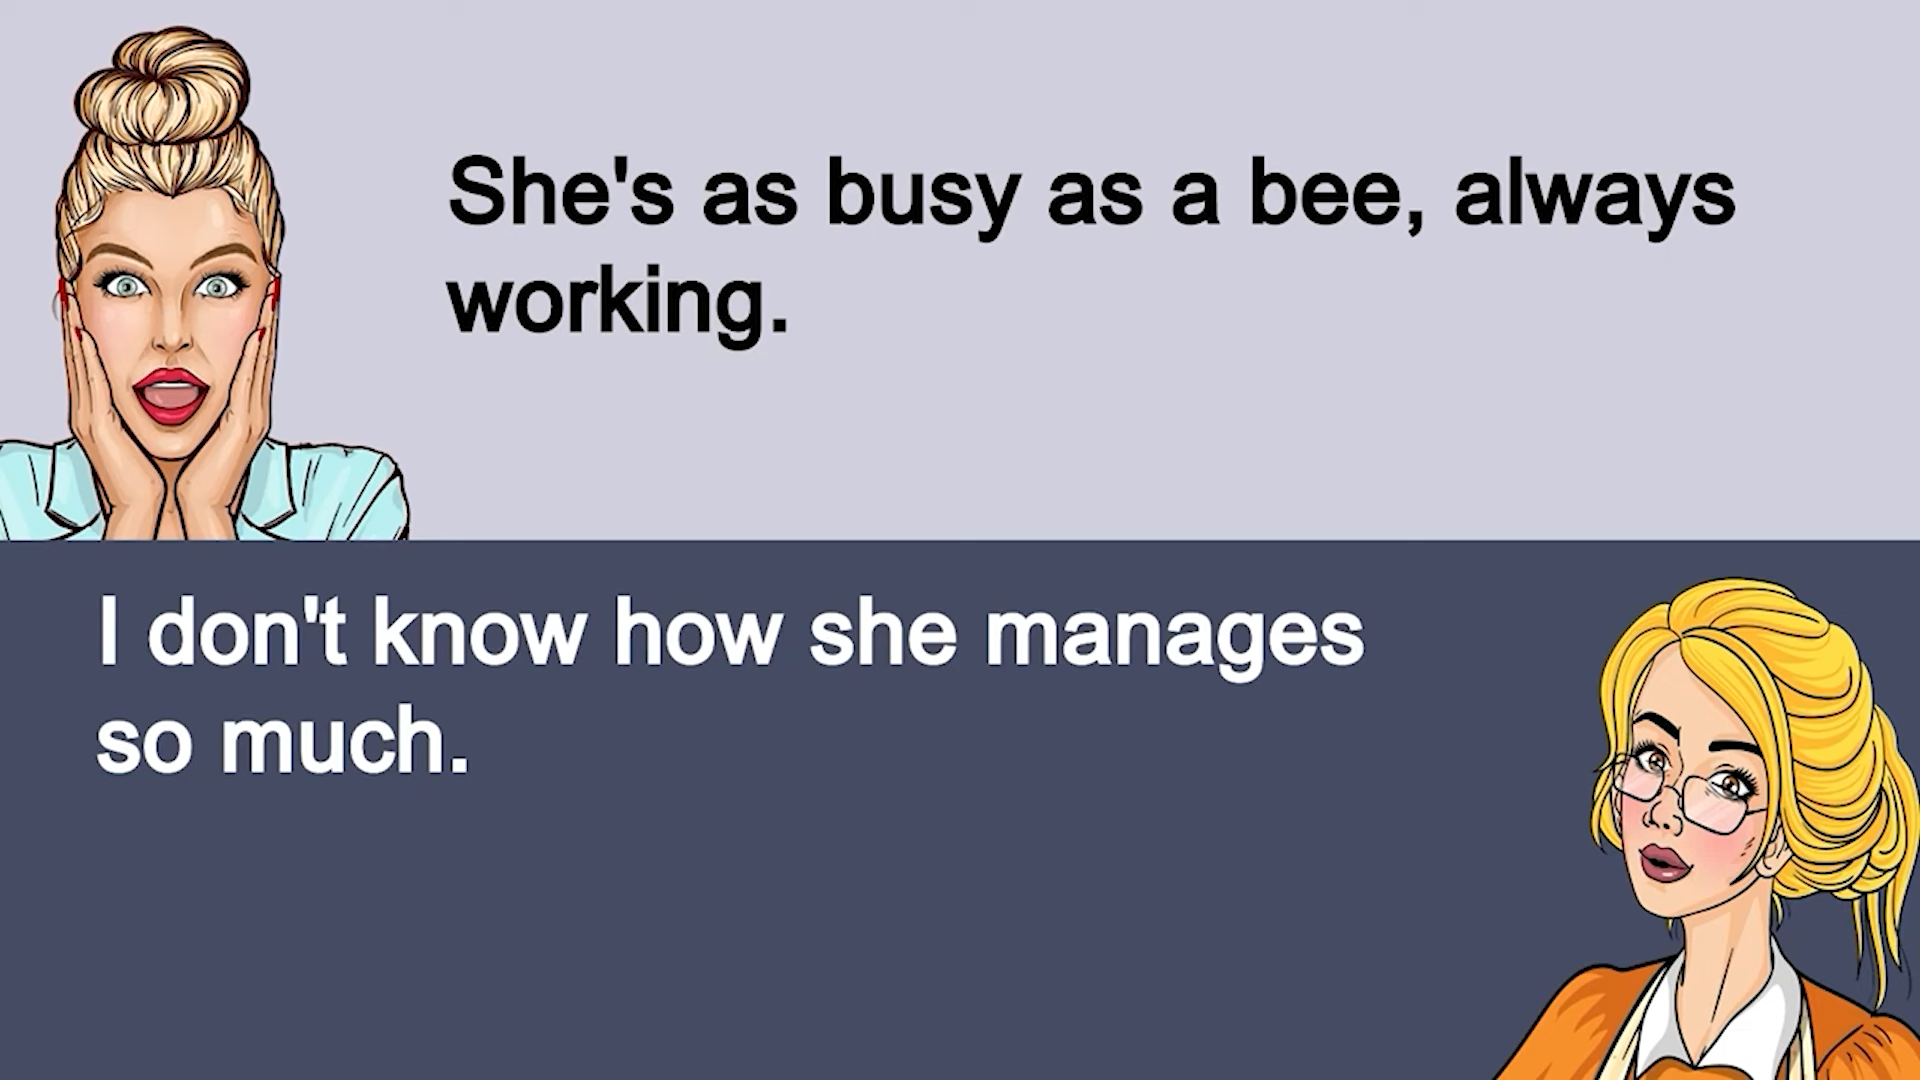 She's as busy as a bee, always
working.
I don't know how she manages
so much.